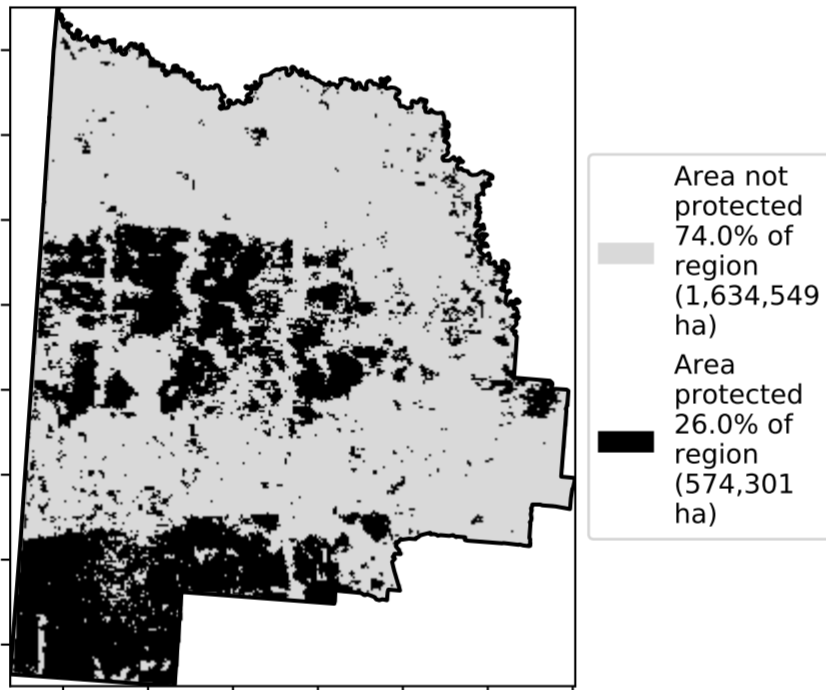 Area not
protected
74.0% of
region
(1,634,549
ha)
Area
protected
26.0% of
region
(574,301
ha)